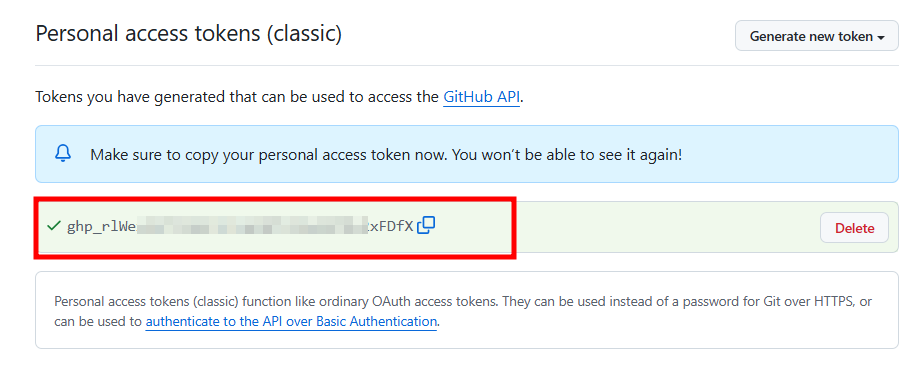 Personal access tokens (classic)
Generate new token
Tokens you have generated that can be used to access the GitHub API.
Make sure to copy your personal access token now. You won't be able to see it again!
ghp_rlWe xFDfX
Delete
Personal access tokens (classic) function like ordinary OAuth access tokens. They can be used instead of a password for Git over HTTPS, or
can be used to authenticate to the API over Basic Authentication.